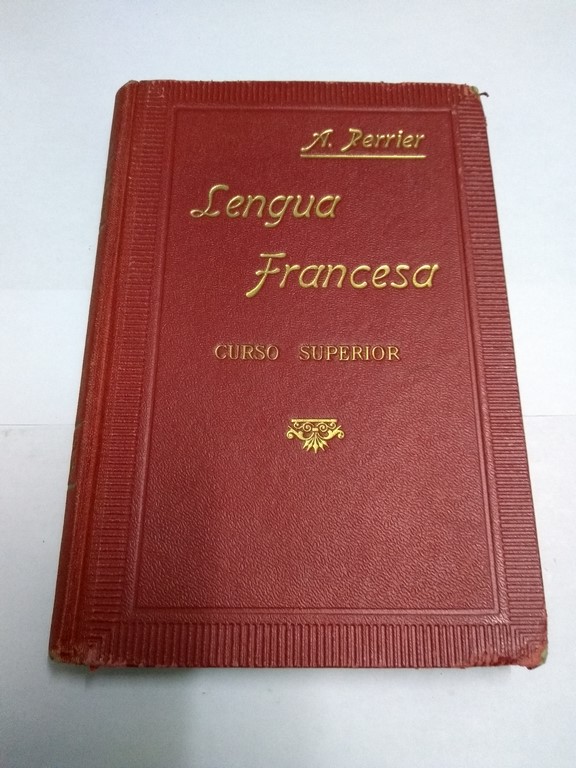 A. Perrier
Lengua
Francesa
CURSO SUPERIOR